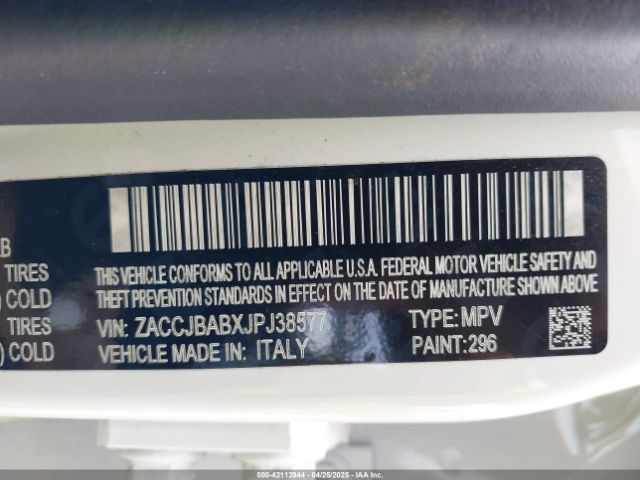 LB
TIRES
) COLD
TIRES
) COLD
THIS VEHICLE CONFORMS TO ALL APPLICABLE U.S.A. FEDERAL MOTOR VEHICLE SAFETY AND
THEFT PREVENTION STANDARDS IN EFFECT ON THE DATE OF MANUFACTURE SHOWN ABOVE
VIN: ZACCJBABXJPJ38577 TYPE: MPV
VEHICLE MADE IN: ITALY PAINT: 296
000-42112944 | 04/25/2025 - IAA Inc.